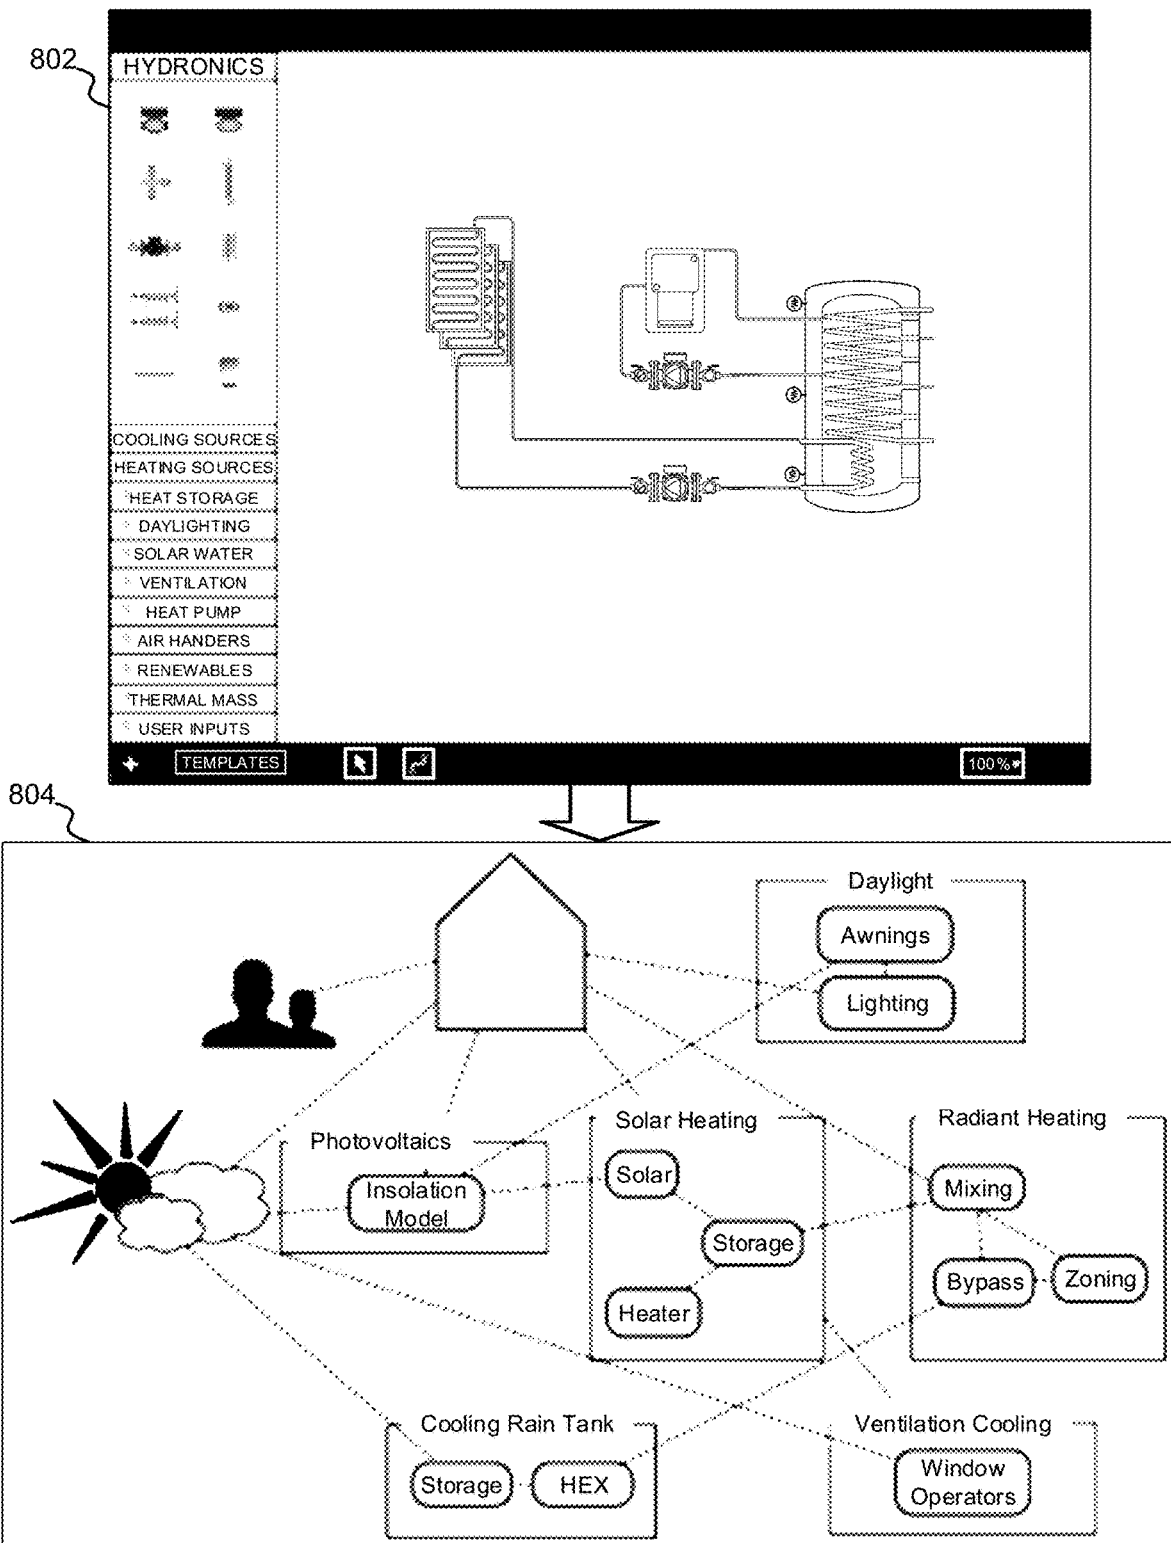 802
HYDRONICS
COOLING SOURCES
HEATING SOURCES
HEAT STORAGE
DAYLIGHTING
SOLAR WATER
VENTILATION
HEAT PUMP
AIR HANDERS
RENEWABLES
THERMAL MASS
USER INPUTS
TEMPLATES
100%
804
Daylight
Awnings
Lighting
Photovoltaics
Insolation
Model
Solar Heating
Solar
Storage
Heater
Radiant Heating
Mixing
Bypass
Zoning
Cooling Rain Tank
Storage
HEX
Ventilation Cooling
Window
Operators